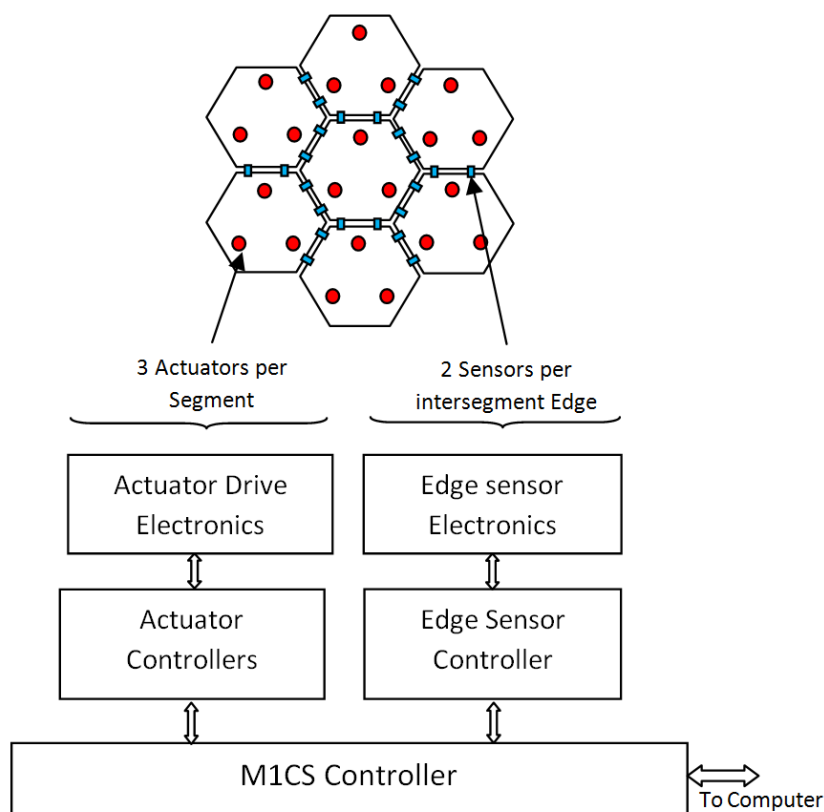 3 Actuators per
Segment
2 Sensors per
intersegment Edge
Actuator Drive
Electronics
Edge sensor
Electronics
Actuator
Controllers
Edge Sensor
Controller
M1CS Controller
To Computer